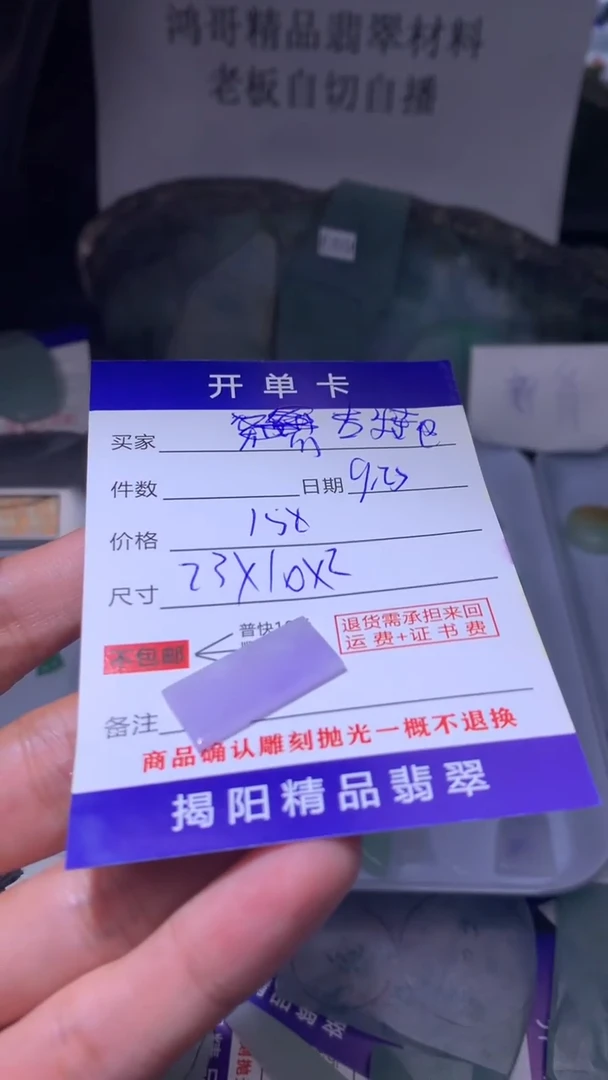 鸿哥精品翡翠材料
老板自切自播
开单卡
买家
件数 日期 9.23
价格 158
尺寸 23X10X2
不包邮
普快1
退货需承担来回
运费+证书费
备注
商品确认雕刻抛光一概不退换
揭阳精品翡翠